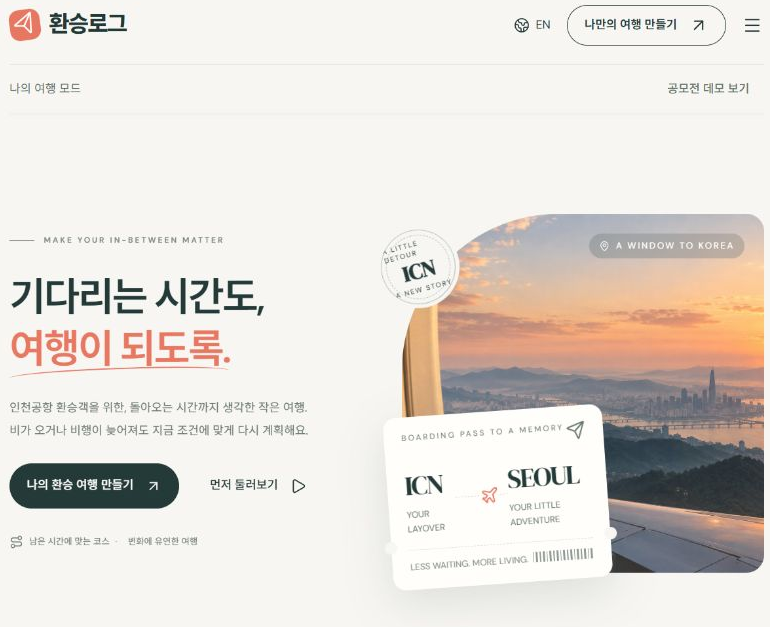 환승로그
EN
나만의 여행 만들기
나의 여행 모드
공모전 데모 보기
MAKE YOUR IN-BETWEEN MATTER
기다리는 시간도,
여행이 되도록.
인천공항 환승객을 위한, 돌아오는 시간까지 생각한 작은 여행.
비가 오거나 비행이 늦어져도 지금 조건에 맞게 다시 계획해요.
나의 환승 여행 만들기
먼저 둘러보기
남은 시간에 맞는 코스 · 변화에 유연한 여행
A LITTLE DETOUR
ICN
A NEW STORY
A WINDOW TO KOREA
BOARDING PASS TO A MEMORY
ICN
SEOUL
YOUR
LAYOVER
YOUR LITTLE
ADVENTURE
LESS WAITING. MORE LIVING.